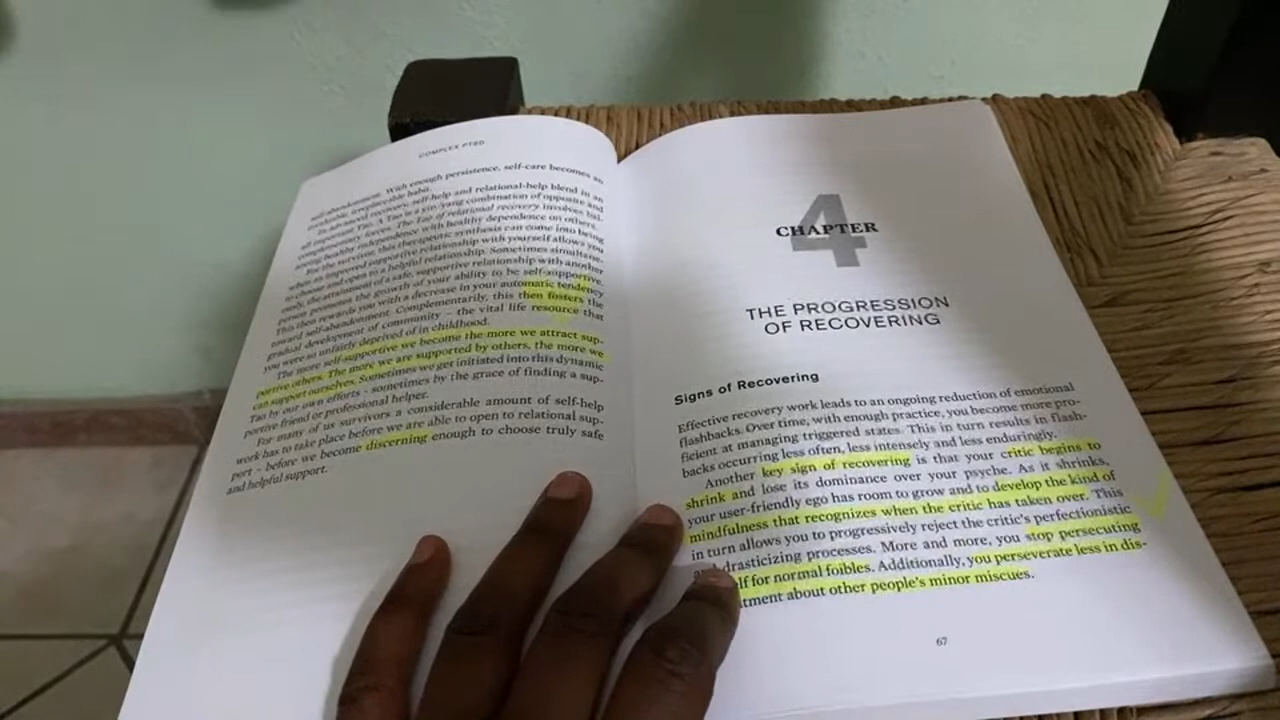 COMPLEX PTSD
self-abandonment. With enough persistence, self-care becomes an
invaluable, irreplaceable habit.
In advanced recovery, self-help and relational-help blend in an
all important Tao. A Tao is a yin/yang combination of opposite and
complementary forces. The Tao of relational recovery involves bal-
ancing healthy independence with healthy dependence on others.
For the survivor, this therapeutic synthesis can come into being
when an improved supportive relationship with yourself allows you
to choose and open to a helpful relationship. Sometimes simultane-
ously, the attainment of a safe, supportive relationship with another
person promotes the growth of your ability to be self-supportive.
This then rewards you with a decrease in your automatic tendency
toward self-abandonment. Complementarily, this then fosters the
gradual development of community – the vital life resource that
you were so unfairly deprived of in childhood.
The more self-supportive we become the more we attract sup-
portive others. The more we are supported by others, the more we
can support ourselves. Sometimes we get initiated into this dynamic
Tao by our own efforts - sometimes by the grace of finding a sup-
portive friend or professional helper.
For many of us survivors a considerable amount of self-help
work has to take place before we are able to open to relational sup-
port – before we become discerning enough to choose truly safe
and helpful support.
4
CHAPTER
THE PROGRESSION
OF RECOVERING
Signs of Recovering
Effective recovery work leads to an ongoing reduction of emotional
flashbacks. Over time, with enough practice, you become more pro-
ficient at managing triggered states. This in turn results in flash-
backs occurring less often, less intensely and less enduringly.
Another key sign of recovering is that your critic begins to
shrink and lose its dominance over your psyche. As it shrinks,
your user-friendly ego has room to grow and to develop the kind of
mindfulness that recognizes when the critic has taken over. This
in turn allows you to progressively reject the critic's perfectionistic
and drasticizing processes. More and more, you stop persecuting
elf for normal foibles. Additionally, you perseverate less in dis-
tment about other people's minor miscues.
67